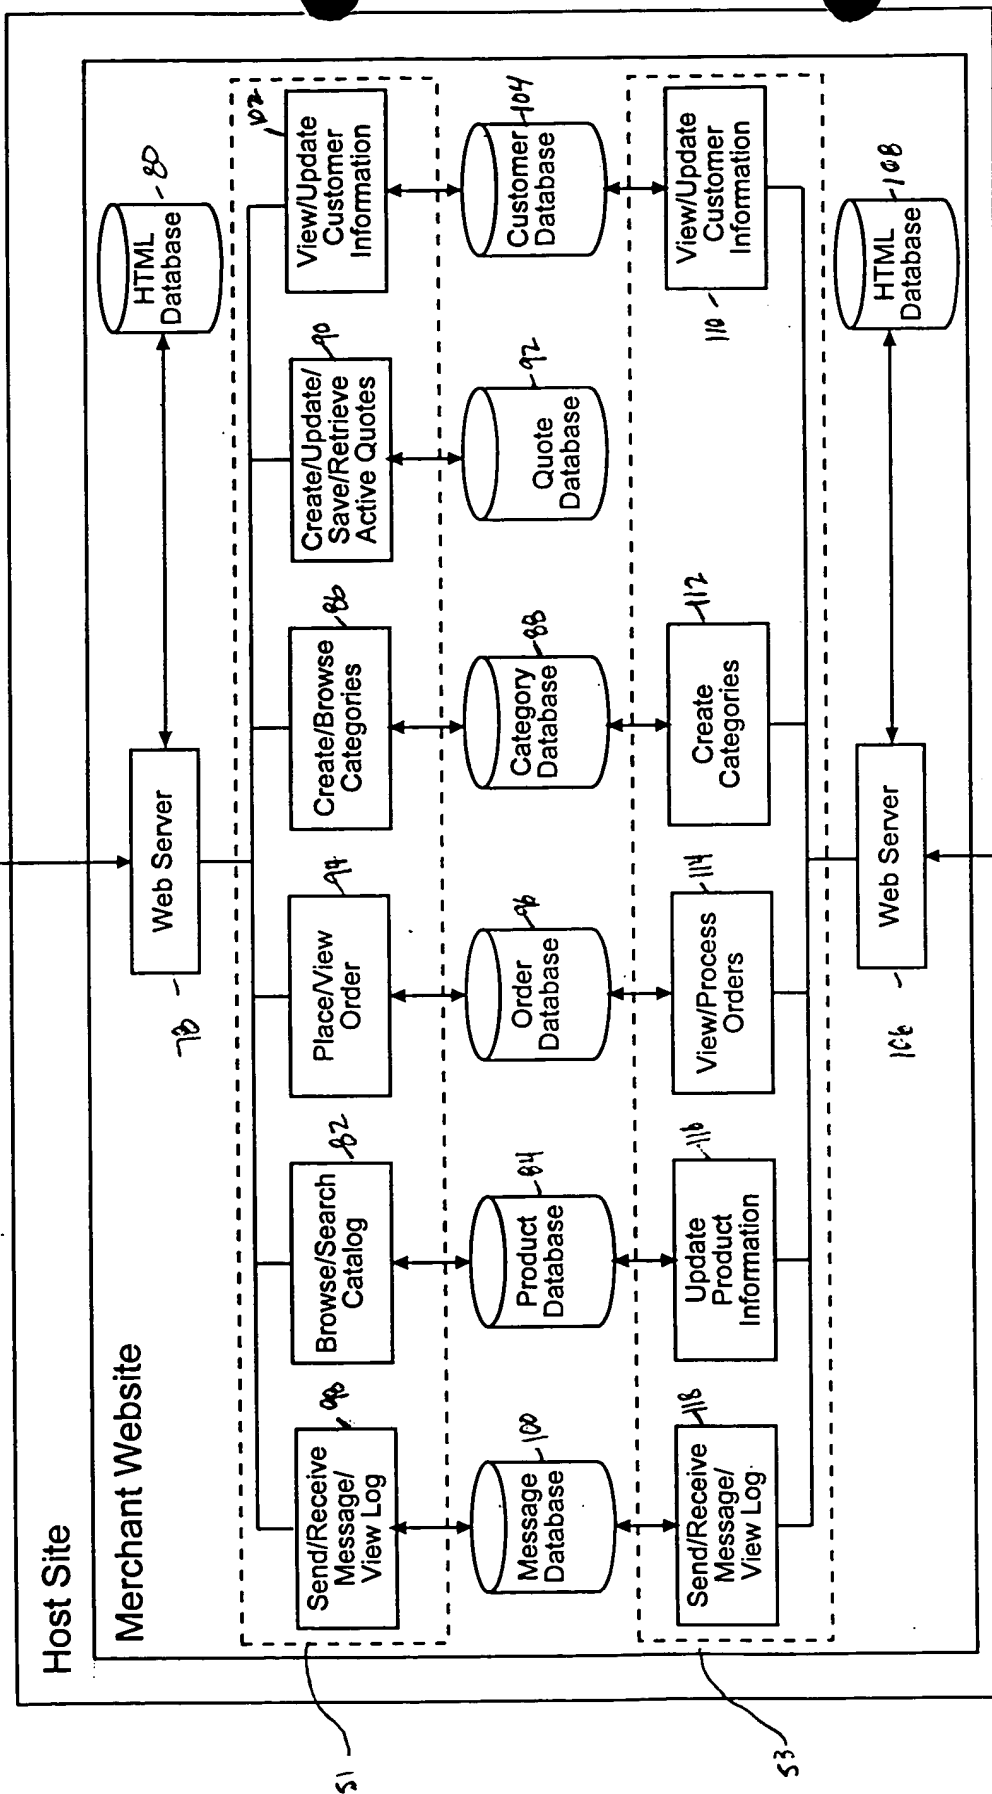 Host Site
Merchant Website
78
Web Server
HTML
Database
80
51
Send/Receive
Message/
View Log
98
Browse/Search
Catalog
82
Place/View
Order
94
Create/Browse
Categories
86
Create/Update/
Save/Retrieve
Active Quotes
90
View/Update
Customer
Information
102
Message
Database
100
Product
Database
84
Order
Database
96
Category
Database
88
Quote
Database
92
Customer
Database
104
53
Send/Receive
Message/
View Log
118
Update
Product
Information
116
View/Process
Orders
114
Create
Categories
112
110
View/Update
Customer
Information
106
Web Server
HTML
Database
108